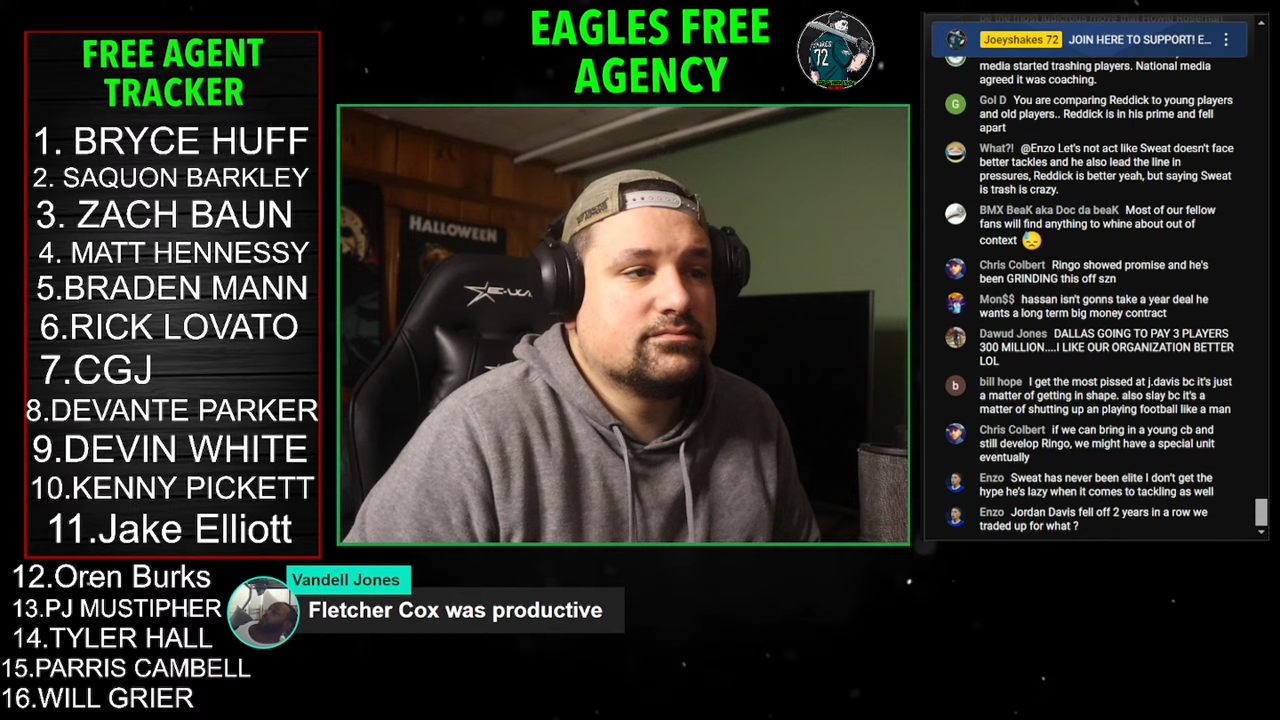 FREE AGENT
TRACKER
1. BRYCE HUFF
2. SAQUON BARKLEY
3. ZACH BAUN
4. MATT HENNESSY
5.BRADEN MANN
6.RICK LOVATO
7.CGJ
8.DEVANTE PARKER
9.DEVIN WHITE
10.KENNY PICKETT
11.Jake Elliott
12.Oren Burks
13.PJ MUSTIPHER
14.TYLER HALL
15.PARRIS CAMBELL
16.WILL GRIER
EAGLES FREE
AGENCY
72
HALLOWEEN
Vandell Jones
Fletcher Cox was productive
Joeyshakes 72 JOIN HERE TO SUPPORT! E...
media started trashing players. National media
agreed it was coaching.
G
Gol D You are comparing Reddick to young players
and old players.. Reddick is in his prime and fell
apart
What?! @Enzo Let's not act like Sweat doesn't face
better tackles and he also lead the line in
pressures, Reddick is better yeah, but saying Sweat
is trash is crazy.
BMX BeaK aka Doc da beaK Most of our fellow
fans will find anything to whine about out of
context 😓
Chris Colbert Ringo showed promise and he's
been GRINDING this off szn
Mon$$ hassan isn't gonns take a year deal he
wants a long term big money contract
Dawud Jones DALLAS GOING TO PAY 3 PLAYERS
300 MILLION....I LIKE OUR ORGANIZATION BETTER
LOL
b
bill hope I get the most pissed at j.davis bc it's just
a matter of getting in shape. also slay bc it's a
matter of shutting up an playing football like a man
Chris Colbert if we can bring in a young cb and
still develop Ringo, we might have a special unit
eventually
Enzo Sweat has never been elite I don't get the
hype he's lazy when it comes to tackling as well
Enzo Jordan Davis fell off 2 years in a row we
traded up for what ?